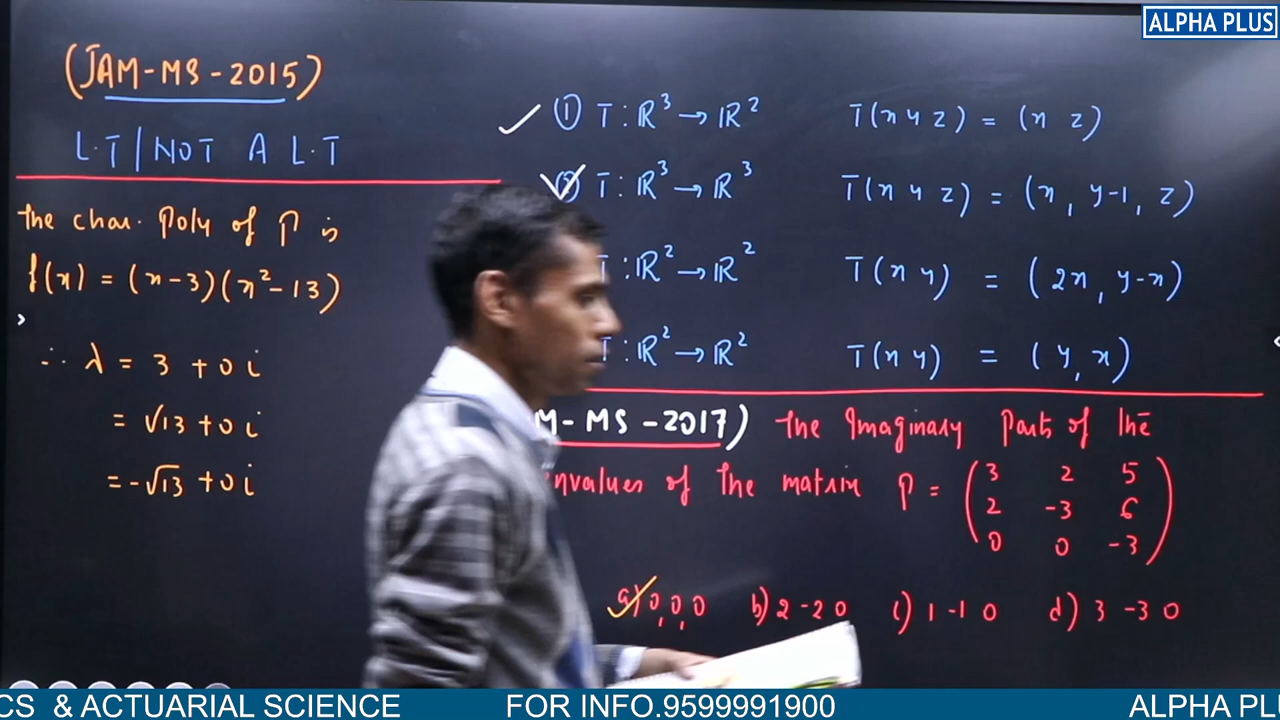 ALPHA PLUS
(JAM-MS-2015)
L.T/NOT A L.T
The char. Poly of P is
f(x) = (x-3)(x²-13)
∴ λ = 3 + 0 i
= √13 + 0 i
= -√13 + 0 i
① T : ℝ³ → ℝ² T(x y z) = (x z)
② T : ℝ³ → ℝ³ T(x y z) = (x, y-1, z)
T : ℝ² → ℝ² T(x y) = (2x, y-x)
T : ℝ² → ℝ² T(x y) = (y, x)
M-MS-2017) The Imaginary Parts of the
envalues of the matrix P = (3 2 5
2 -3 6
0 0 -3)
a) 0, 0, 0 b) 2 -2 0 c) 1 -1 0 d) 3 -3 0
CS & ACTUARIAL SCIENCE FOR INFO.9599991900 ALPHA PLU